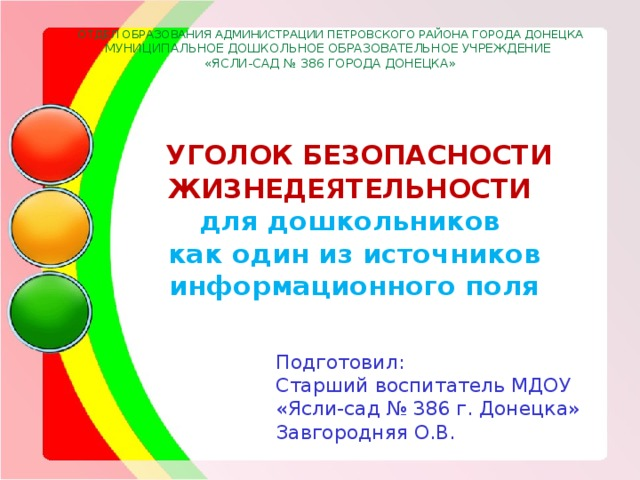 ОТДЕЛ ОБРАЗОВАНИЯ АДМИНИСТРАЦИИ ПЕТРОВСКОГО РАЙОНА ГОРОДА ДОНЕЦКА
МУНИЦИПАЛЬНОЕ ДОШКОЛЬНОЕ ОБРАЗОВАТЕЛЬНОЕ УЧРЕЖДЕНИЕ
«ЯСЛИ-САД № 386 ГОРОДА ДОНЕЦКА»
УГОЛОК БЕЗОПАСНОСТИ
ЖИЗНЕДЕЯТЕЛЬНОСТИ
для дошкольников
как один из источников
информационного поля
Подготовил:
Старший воспитатель МДОУ
«Ясли-сад № 386 г. Донецка»
Завгородняя О.В.